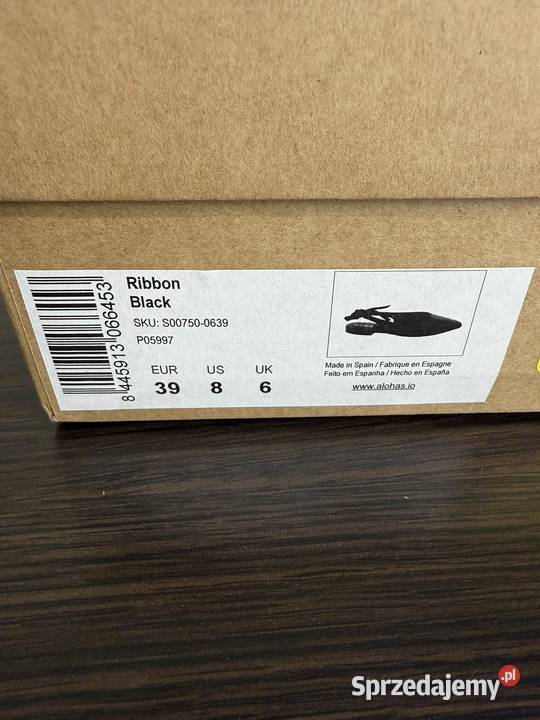 Ribbon
Black
SKU: S00750-0639
P05997
EUR US UK
39 8 6
8 445913 066453
Made in Spain / Fabrique en Espagne
Feito em Espanha / Hecho en España
www.alohas.io
Sprzedajemy.pl